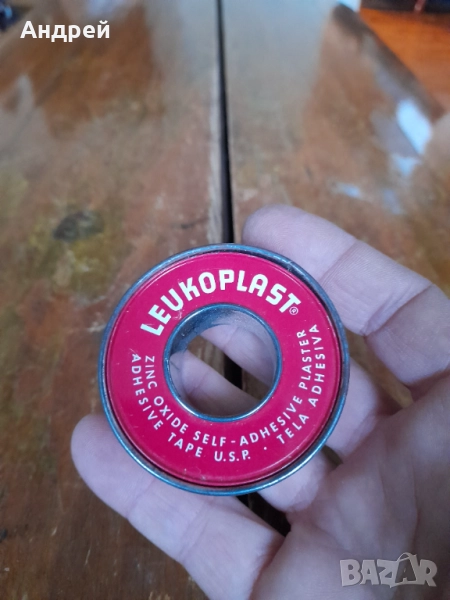 Андрей
LEUKOPLAST®
ZINC OXIDE SELF-ADHESIVE PLASTER
ADHESIVE TAPE U.S.P. · TELA ADHESIVA
BAZAR